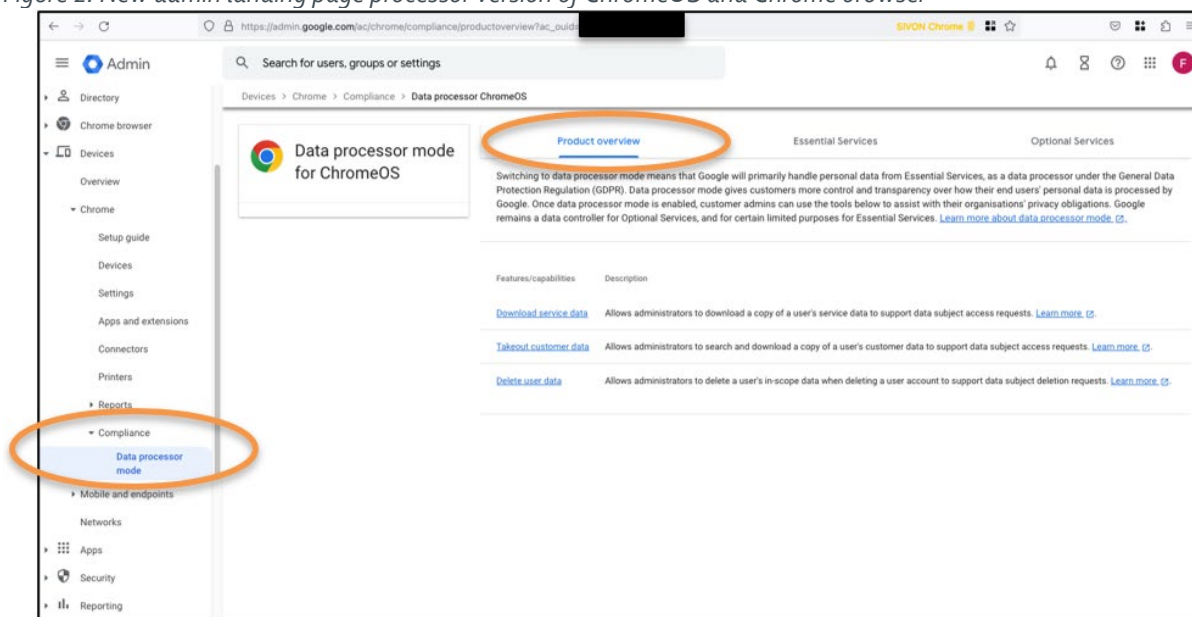 Figure 2: New admin landing page processor version of ChromeOS and Chrome browser
https://admin.google.com/ac/chrome/compliance/productoverview?ac_ouid=
SIVON Chrome
Admin
Search for users, groups or settings
F
Directory
Chrome browser
Devices
Overview
Chrome
Setup guide
Devices
Settings
Apps and extensions
Connectors
Printers
Reports
Compliance
Data processor
mode
Mobile and endpoints
Networks
Apps
Security
Reporting
Devices > Chrome > Compliance > Data processor ChromeOS
Data processor mode
for ChromeOS
Product overview
Essential Services
Optional Services
Switching to data processor mode means that Google will primarily handle personal data from Essential Services, as a data processor under the General Data
Protection Regulation (GDPR). Data processor mode gives customers more control and transparency over how their end users' personal data is processed by
Google. Once data processor mode is enabled, customer admins can use the tools below to assist with their organisations' privacy obligations. Google
remains a data controller for Optional Services, and for certain limited purposes for Essential Services. Learn more about data processor mode.
Features/capabilities Description
Download service data Allows administrators to download a copy of a user's service data to support data subject access requests. Learn more.
Takeout customer data Allows administrators to search and download a copy of a user's customer data to support data subject access requests. Learn more.
Delete user data Allows administrators to delete a user's in-scope data when deleting a user account to support data subject deletion requests. Learn more.